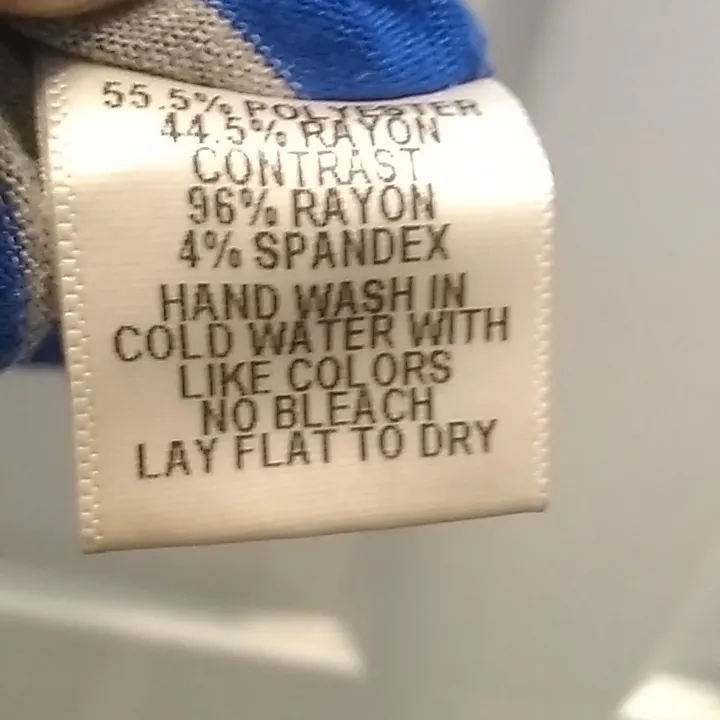 55.5% POLYESTER
44.5% RAYON
CONTRAST
96% RAYON
4% SPANDEX
HAND WASH IN
COLD WATER WITH
LIKE COLORS
NO BLEACH
LAY FLAT TO DRY